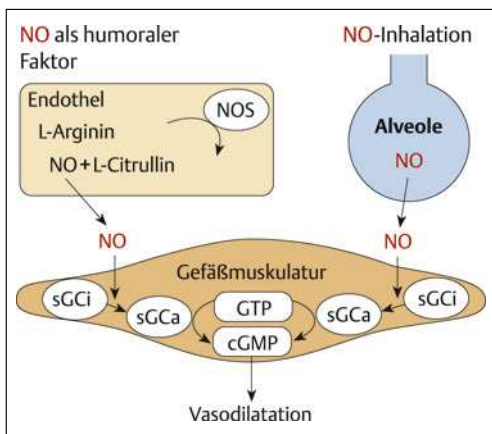 NO als humoraler
Faktor
NO-Inhalation
Endothel
NOS
L-Arginin
NO + L-Citrullin
Alveole
NO
NO
NO
Gefäßmuskulatur
sGCi
sGCa
GTP
cGMP
sGCa
sGCi
Vasodilatation